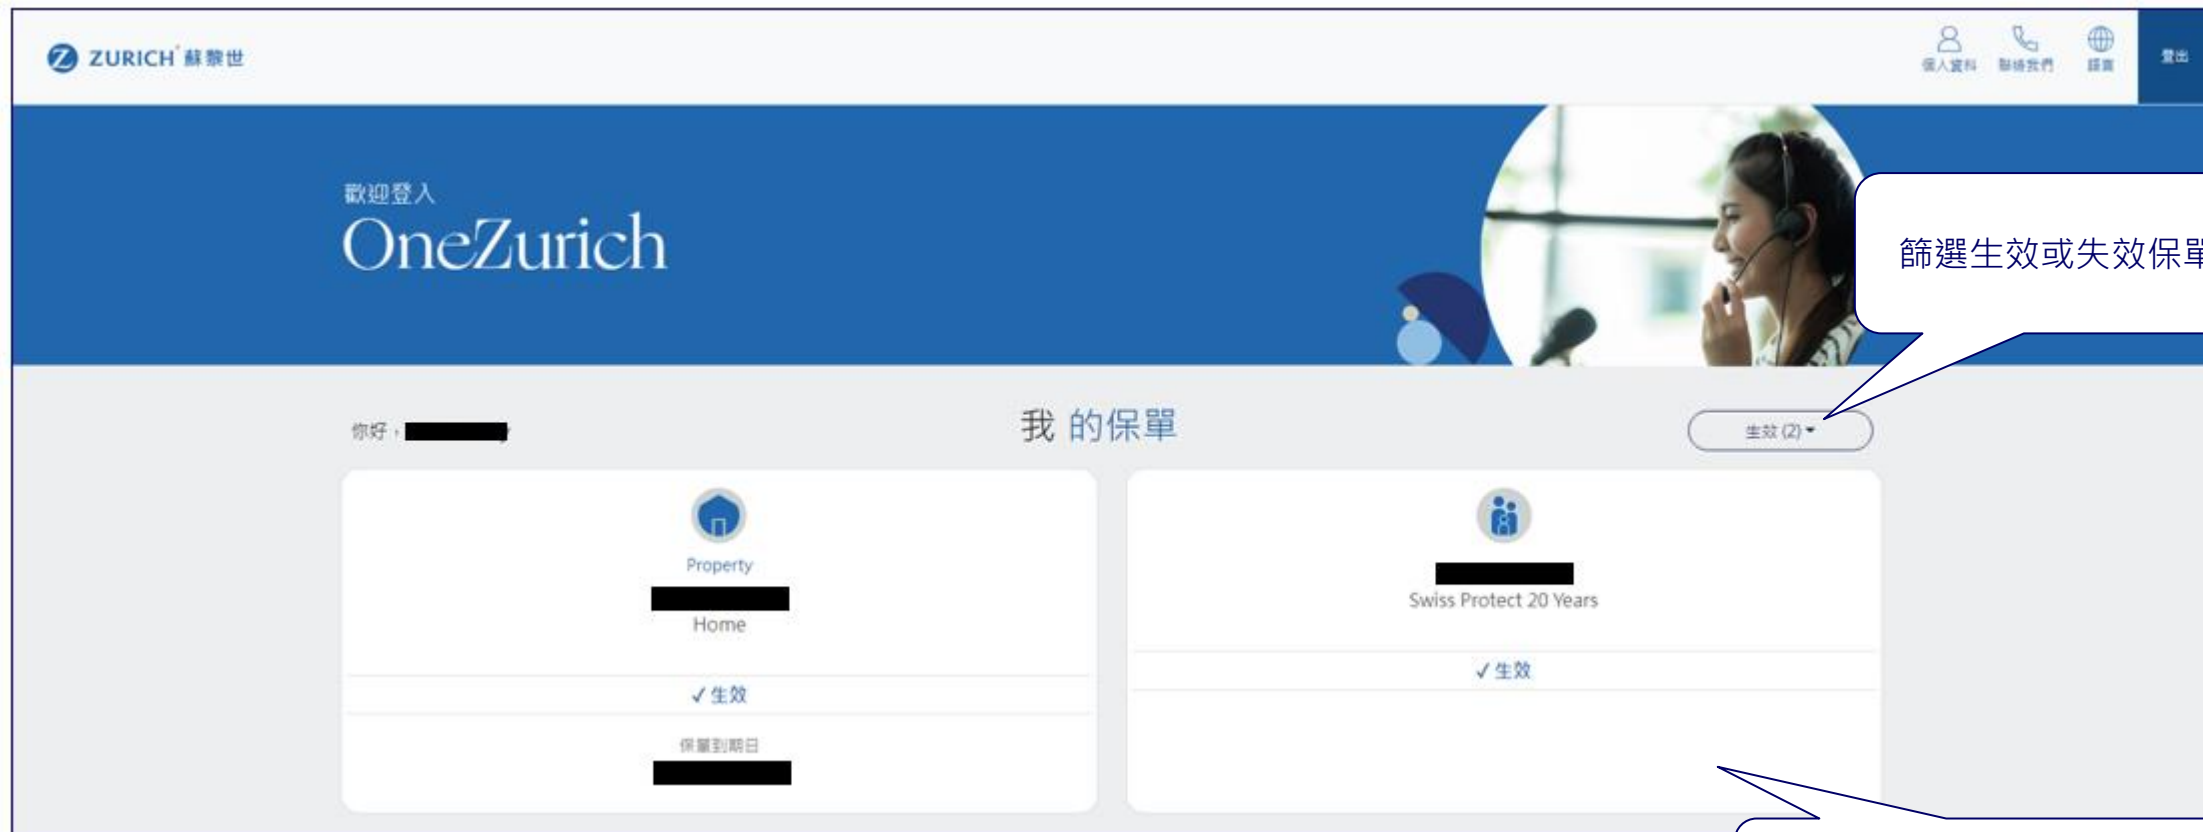 ZURICH 蘇黎世
個人資料 聯絡我們 語言 登出
歡迎登入
OneZurich
篩選生效或失效保單
你好，
我 的保單
生效 (2)
Property
Home
✓ 生效
保單到期日
Swiss Protect 20 Years
✓ 生效